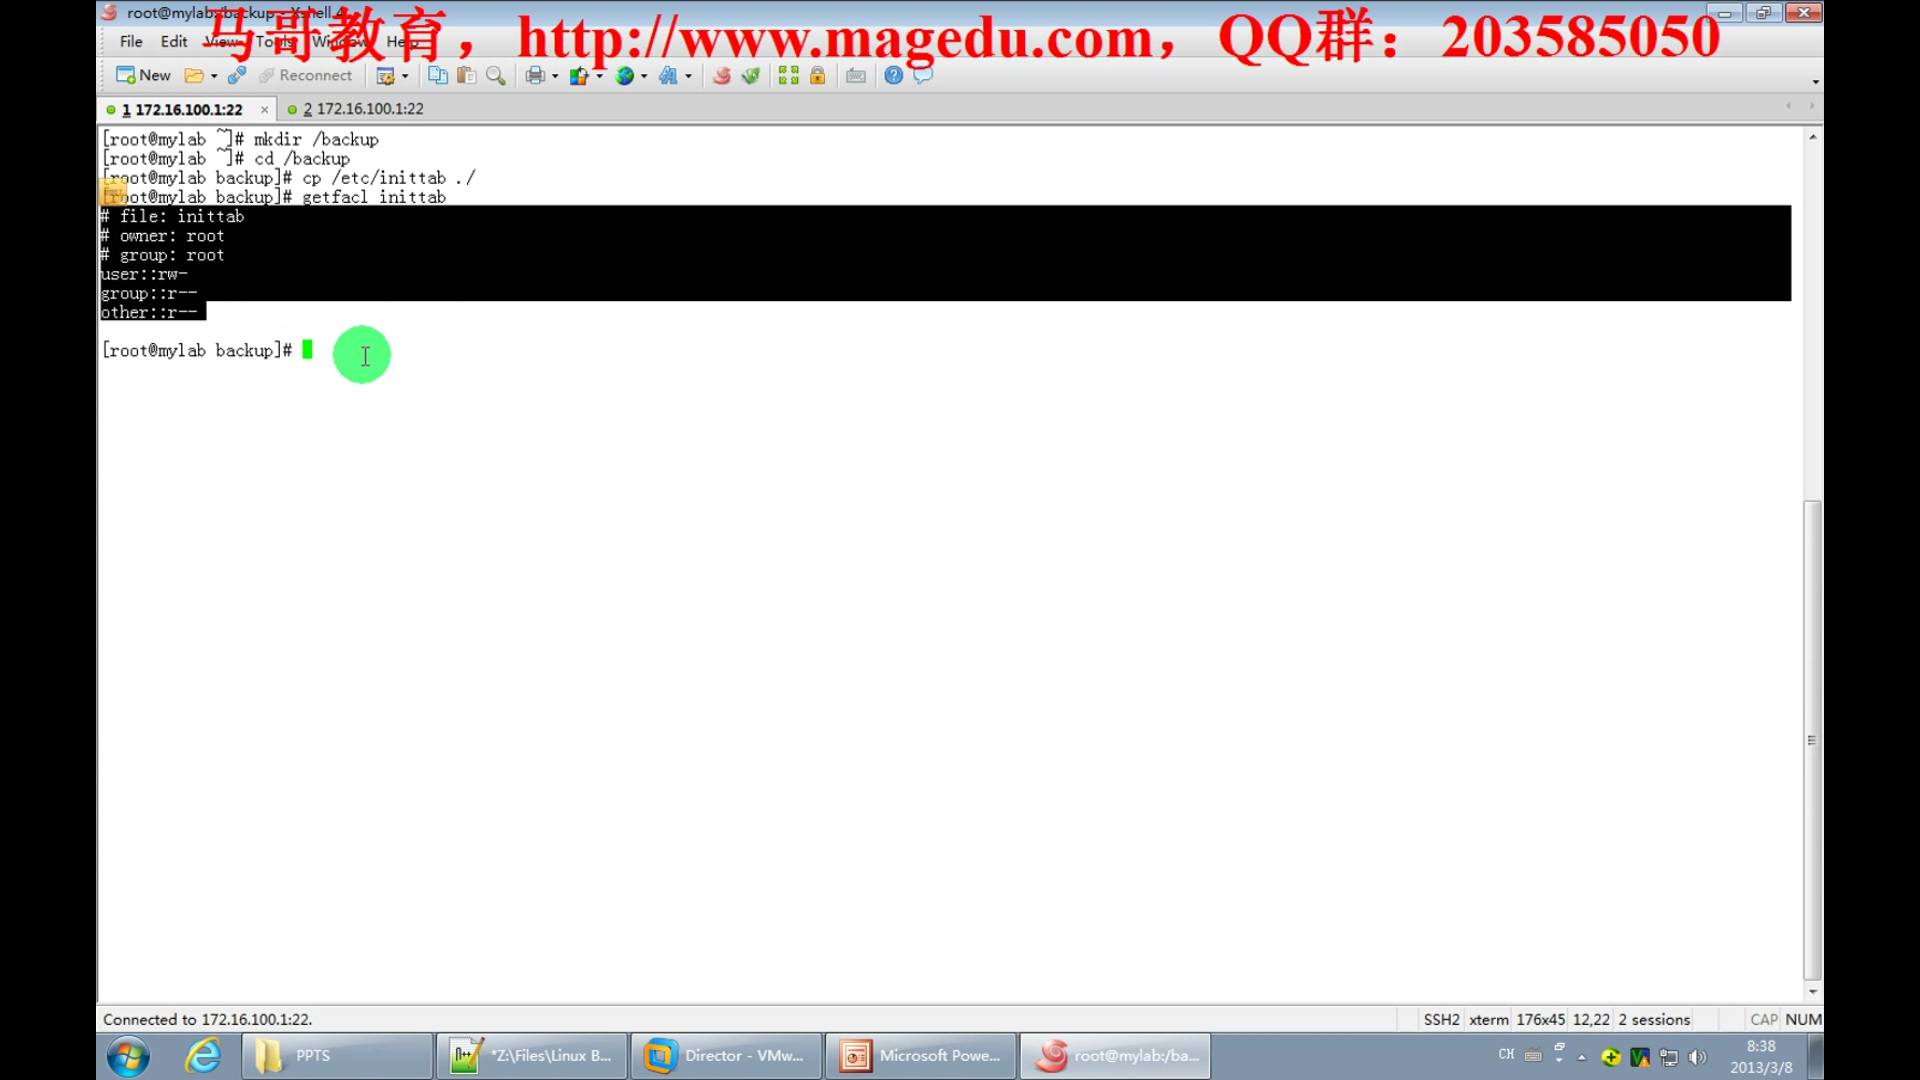 root@mylab:/backup - Xshell 4
马哥教育，http://www.magedu.com，QQ群：203585050
File Edit View Tools Window Help
New Reconnect
1 172.16.100.1:22 2 172.16.100.1:22
[root@mylab ~]# mkdir /backup
[root@mylab ~]# cd /backup
[root@mylab backup]# cp /etc/inittab ./
[root@mylab backup]# getfacl inittab
# file: inittab
# owner: root
# group: root
user::rw-
group::r--
other::r--
[root@mylab backup]#
Connected to 172.16.100.1:22.
SSH2 xterm 176x45 12,22 2 sessions CAP NUM
PPTS *Z:\Files\Linux B... Director - VMw... Microsoft Powe... root@mylab:/ba...
CH 8:38
2013/3/8